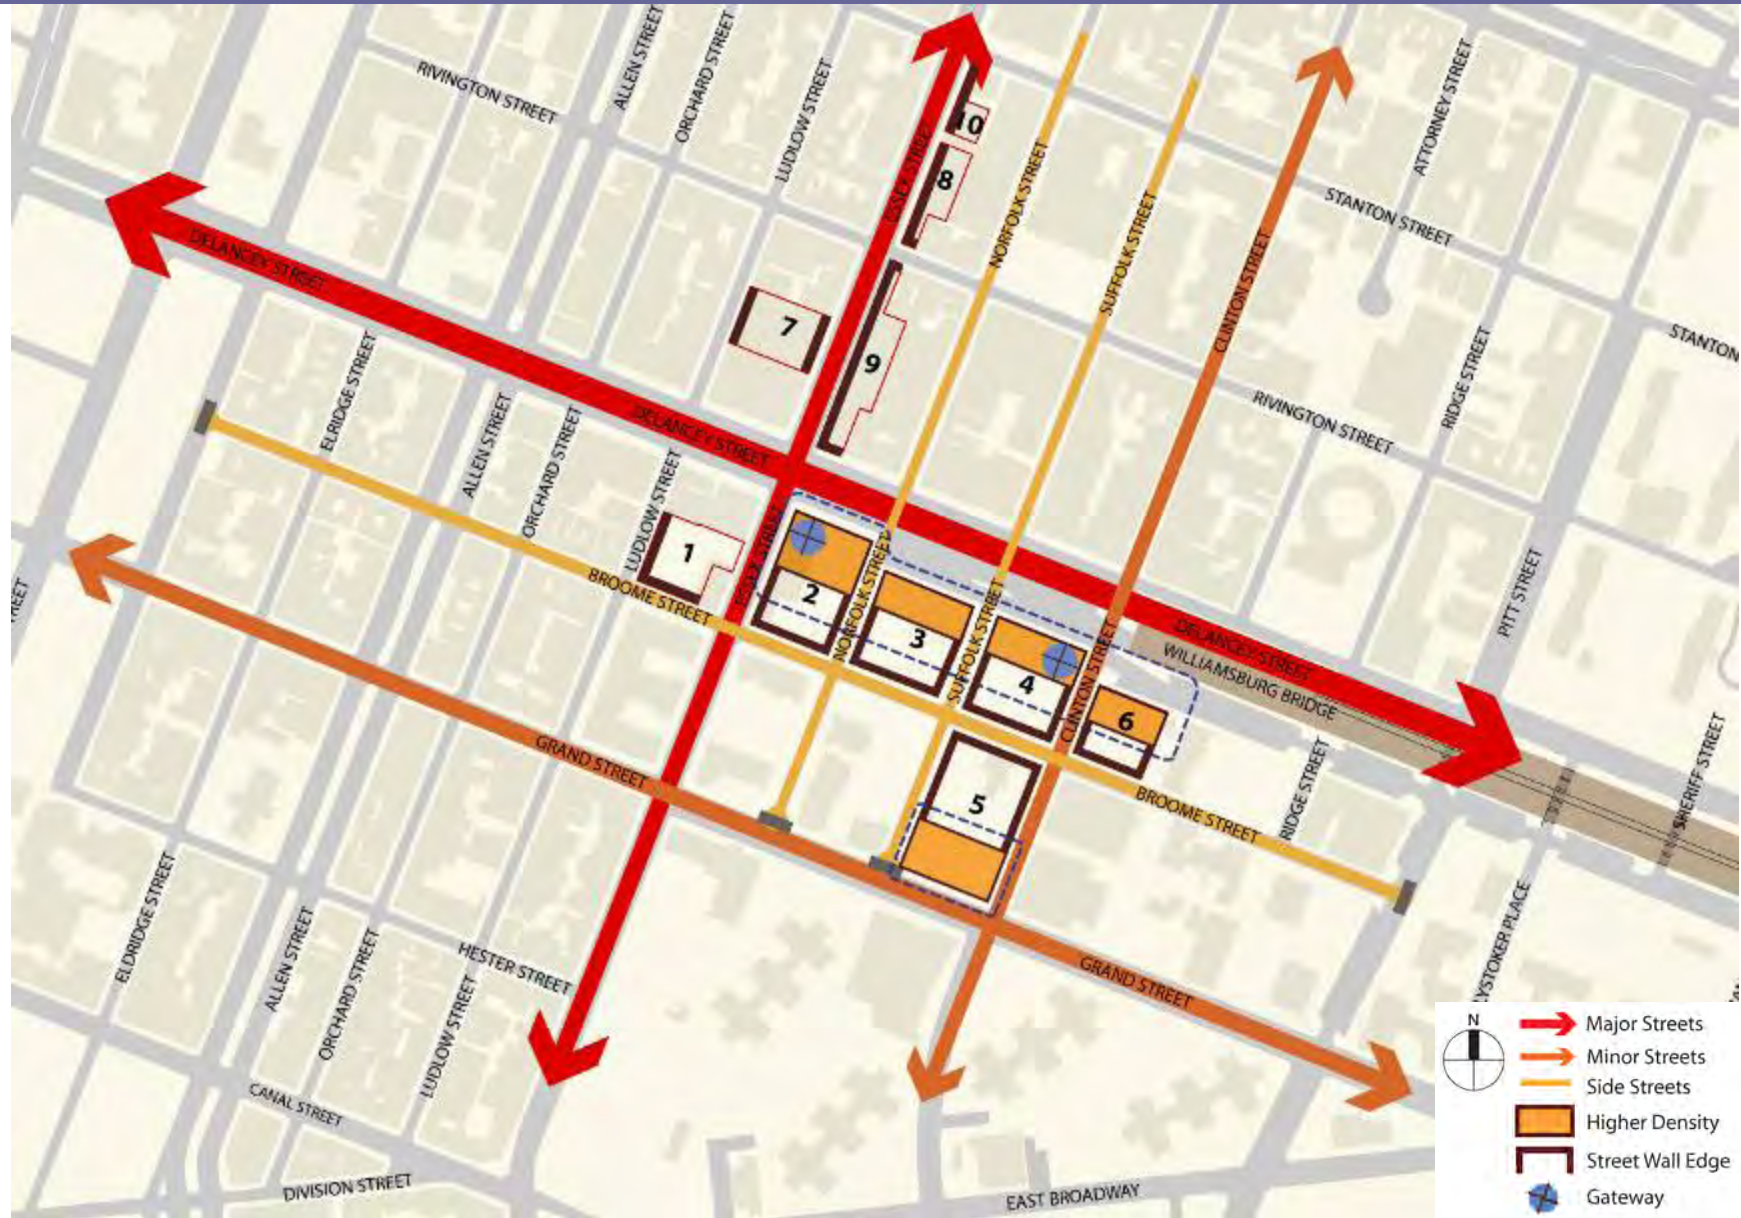 RIVINGTON STREET
ALLEN STREET
ORCHARD STREET
LUDLOW STREET
ESSEX STREET
10
8
NORFOLK STREET
SUFFOLK STREET
CLINTON STREET
ATTORNEY STREET
STANTON STREET
DELANCEY STREET
7
9
RIDGE STREET
STANTON
RIVINGTON STREET
ELRIDGE STREET
ALLEN STREET
ORCHARD STREET
LUDLOW STREET
DELANCEY STREET
1
BROOME STREET
ESSEX STREET
2
NORFOLK STREET
3
SUFFOLK STREET
4
CLINTON STREET
6
5
DELANCEY STREET
WILLIAMSBURG BRIDGE
PITT STREET
BROOME STREET
RIDGE STREET
SHERIFF STREET
GRAND STREET
GRAND STREET
ELDRIDGE STREET
ALLEN STREET
ORCHARD STREET
LUDLOW STREET
HESTER STREET
CANAL STREET
DIVISION STREET
EAST BROADWAY
YSTOKER PLACE
N
Major Streets
Minor Streets
Side Streets
Higher Density
Street Wall Edge
Gateway